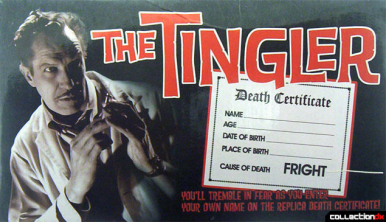 THE TINGLER
Death Certificate
NAME
AGE
DATE OF BIRTH
PLACE OF BIRTH
CAUSE OF DEATH FRIGHT
YOU'LL TREMBLE IN FEAR AS YOU ENTER
YOUR OWN NAME ON THE REPLICA DEATH CERTIFICATE!
collectiondx